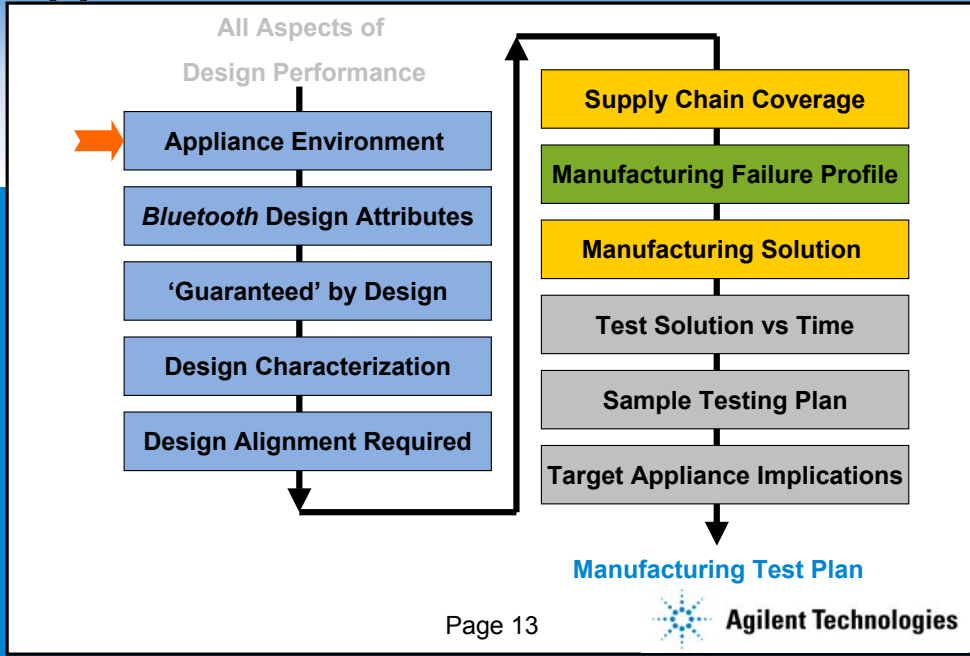 All Aspects of
Design Performance
Appliance Environment
Bluetooth Design Attributes
‘Guaranteed’ by Design
Design Characterization
Design Alignment Required
Supply Chain Coverage
Manufacturing Failure Profile
Manufacturing Solution
Test Solution vs Time
Sample Testing Plan
Target Appliance Implications
Manufacturing Test Plan
Page 13
Agilent Technologies